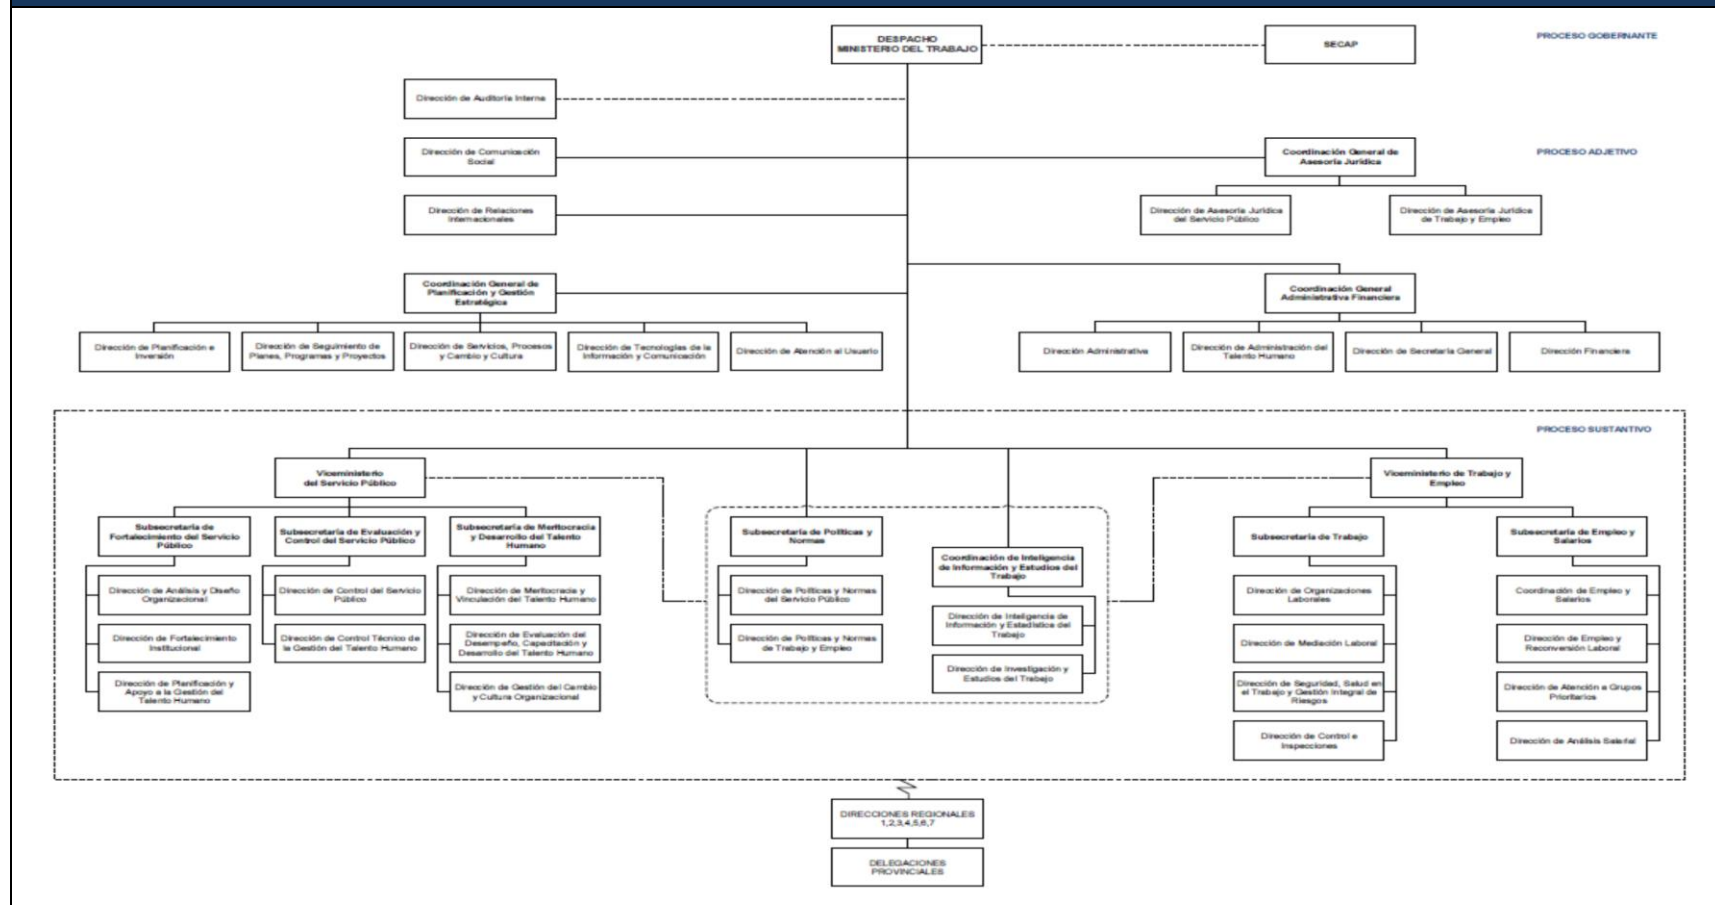 DESPACHO
MINISTERIO DEL TRABAJO
SECAP
PROCESO GOBERNANTE
Dirección de Auditoría Interna
Dirección de Comunicación
Social
Coordinación General de
Asesoría Jurídica
PROCESO ADJETIVO
Dirección de Relaciones
Internacionales
Dirección de Asesoría Jurídica
del Servicio Público
Dirección de Asesoría Jurídica
de Trabajo y Empleo
Coordinación General de
Planificación y Gestión
Estratégica
Coordinación General
Administrativa Financiera
Dirección de Planificación e
Inversión
Dirección de Seguimiento de
Planes, Programas y Proyectos
Dirección de Servicios, Procesos
y Cambio y Cultura
Dirección de Tecnologías de la
Información y Comunicación
Dirección de Atención al Usuario
Dirección Administrativa
Dirección de Administración del
Talento Humano
Dirección de Secretaría General
Dirección Financiera
PROCESO SUSTANTIVO
Viceministerio
del Servicio Público
Viceministerio de Trabajo y
Empleo
Subsecretaría de
Fortalecimiento del Servicio
Público
Subsecretaría de Evaluación y
Control del Servicio Público
Subsecretaría de Meritocracia
y Desarrollo del Talento
Humano
Subsecretaría de Políticas y
Normas
Coordinación de Inteligencia
de Información y Estudios del
Trabajo
Subsecretaría de Trabajo
Subsecretaría de Empleo y
Salarios
Dirección de Análisis y Diseño
Organizacional
Dirección de Control del Servicio
Público
Dirección de Meritocracia y
Vinculación del Talento Humano
Dirección de Políticas y Normas
del Servicio Público
Dirección de Inteligencia de
Información y Estadística del
Trabajo
Dirección de Organizaciones
Laborales
Coordinación de Empleo y
Salarios
Dirección de Fortalecimiento
Institucional
Dirección de Control Técnico de
la Gestión del Talento Humano
Dirección de Evaluación del
Desempeño, Capacitación y
Desarrollo del Talento Humano
Dirección de Políticas y Normas
de Trabajo y Empleo
Dirección de Investigación y
Estudios del Trabajo
Dirección de Mediación Laboral
Dirección de Empleo y
Reconversión Laboral
Dirección de Planificación y
Apoyo a la Gestión del
Talento Humano
Dirección de Gestión del Cambio
y Cultura Organizacional
Dirección de Seguridad, Salud en
el Trabajo y Gestión Integral de
Riesgos
Dirección de Atención a Grupos
Prioritarios
Dirección de Control e
Inspecciones
Dirección de Análisis Salarial
DIRECCIONES REGIONALES
1,2,3,4,5,6,7
DELEGACIONES
PROVINCIALES